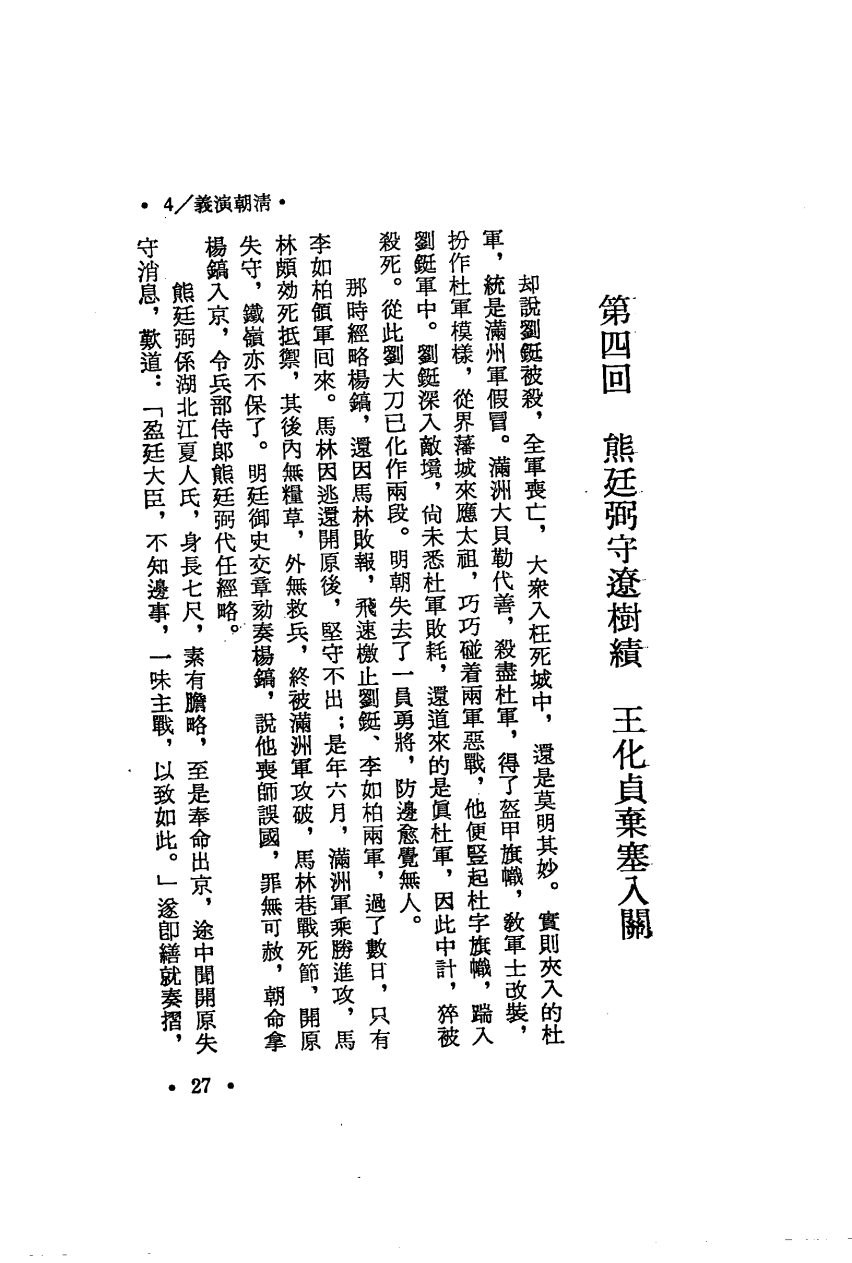 • 4／義演朝清 •
第四回　熊廷弼守遼樹績　王化貞棄塞入關
却說劉鋌被殺，全軍喪亡，大衆入枉死城中，還是莫明其妙。實則夾入的杜
軍，統是滿州軍假冒。滿洲大貝勒代善，殺盡杜軍，得了盔甲旗幟，教軍士改裝，
扮作杜軍模樣，從界藩城來應太祖，巧巧碰着兩軍惡戰，他便豎起杜字旗幟，踹入
劉鋌軍中。劉鋌深入敵境，尙未悉杜軍敗耗，還道來的是眞杜軍，因此中計，猝被
殺死。從此劉大刀已化作兩段。明朝失去了一員勇將，防邊愈覺無人。
那時經略楊鎬，還因馬林敗報，飛速檄止劉鋌、李如柏兩軍，過了數日，只有
李如柏領軍回來。馬林因逃還開原後，堅守不出；是年六月，滿洲軍乘勝進攻，馬
林頗効死抵禦，其後內無糧草，外無救兵，終被滿洲軍攻破，馬林巷戰死節，開原
失守，鐵嶺亦不保了。明廷御史交章劾奏楊鎬，說他喪師誤國，罪無可赦，朝命拿
楊鎬入京，令兵部侍郎熊廷弼代任經略。
熊廷弼係湖北江夏人氏，身長七尺，素有膽略，至是奉命出京，途中聞開原失
守消息，歎道：「盈廷大臣，不知邊事，一味主戰，以致如此。」遂卽繕就奏摺，
• 27 •